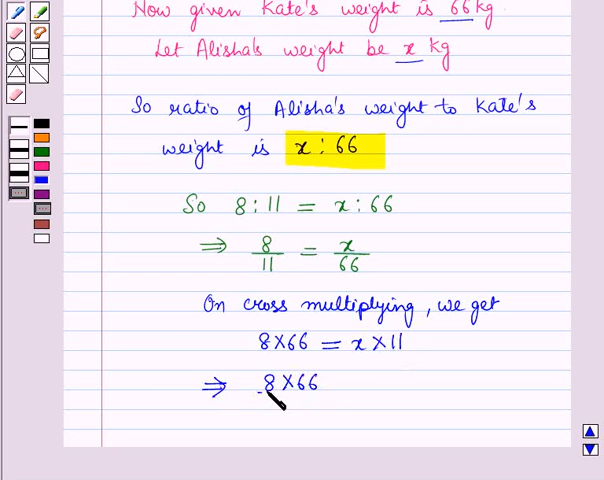 Now given Kate's weight is 66 kg.
Let Alisha's weight be x kg
So ratio of Alisha's weight to Kate's
weight is x : 66
So 8 : 11 = x : 66
⇒ 8/11 = x/66
On cross multiplying, we get
8×66 = x×11
⇒ 8×66